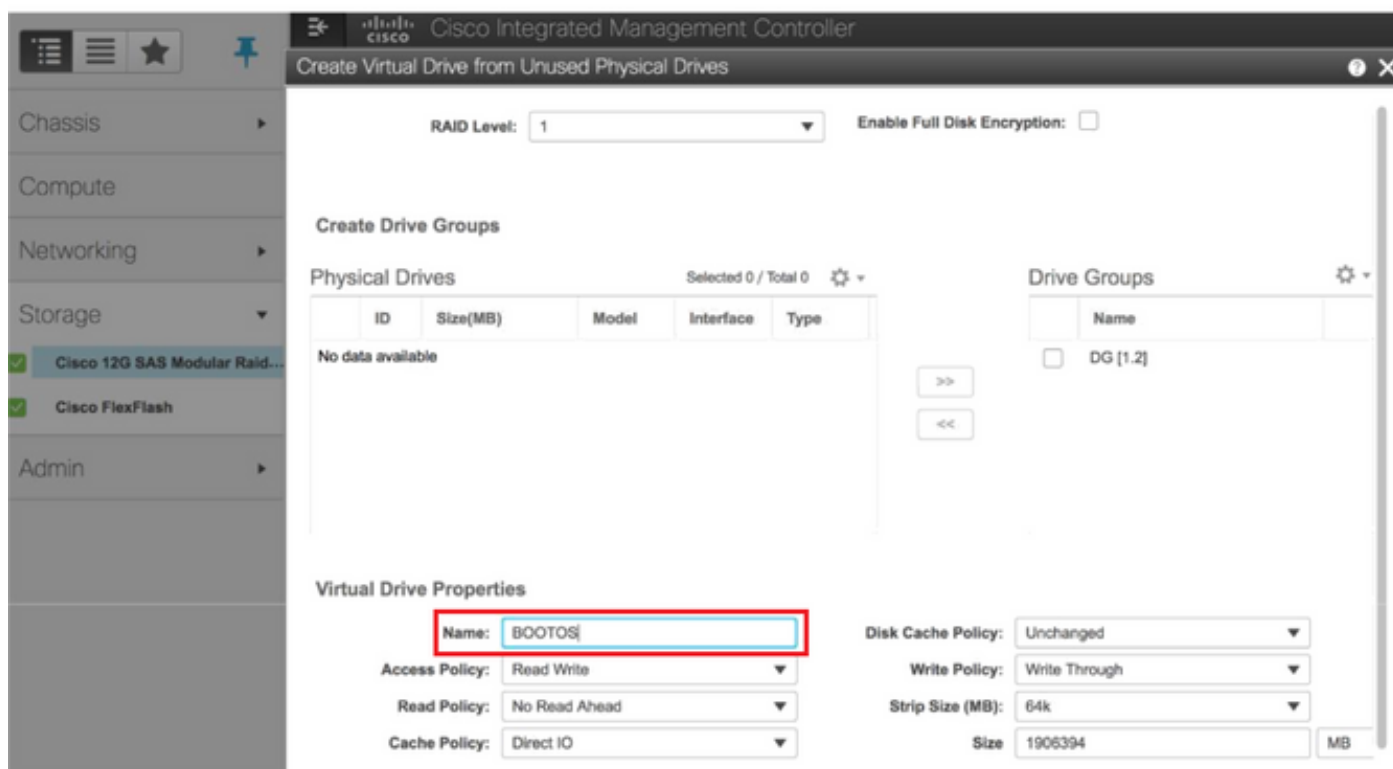 cisco Cisco Integrated Management Controller
Create Virtual Drive from Unused Physical Drives
Chassis
Compute
Networking
Storage
Cisco 12G SAS Modular Raid...
Cisco FlexFlash
Admin
RAID Level: 1 Enable Full Disk Encryption:
Create Drive Groups
Physical Drives Selected 0 / Total 0
ID Size(MB) Model Interface Type
No data available
>>
<<
Drive Groups
Name
DG [1.2]
Virtual Drive Properties
Name: BOOTOS Disk Cache Policy: Unchanged
Access Policy: Read Write Write Policy: Write Through
Read Policy: No Read Ahead Strip Size (MB): 64k
Cache Policy: Direct IO Size 1906394 MB